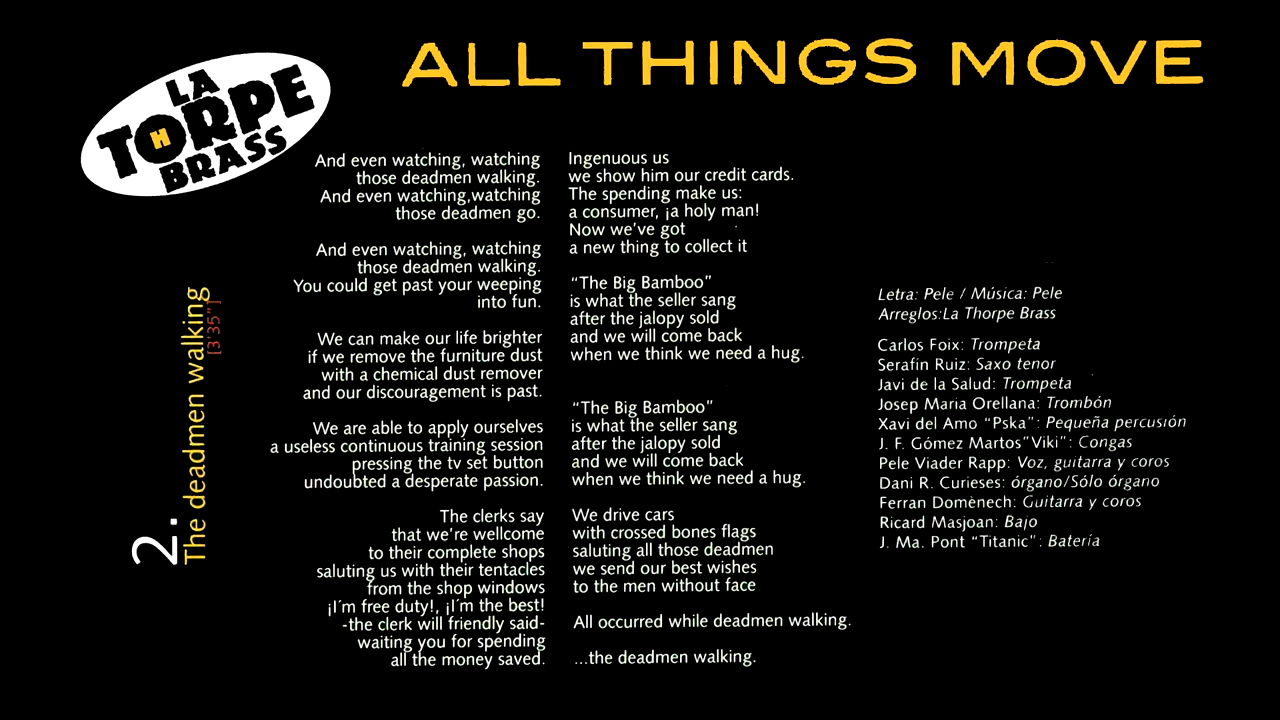 ALL THINGS MOVE
LA
THORPE
BRASS
2.
The deadmen walking
[3'35"]
And even watching, watching
those deadmen walking.
And even watching,watching
those deadmen go.
And even watching, watching
those deadmen walking.
You could get past your weeping
into fun.
We can make our life brighter
if we remove the furniture dust
with a chemical dust remover
and our discouragement is past.
We are able to apply ourselves
a useless continuous training session
pressing the tv set button
undoubted a desperate passion.
The clerks say
that we're wellcome
to their complete shops
saluting us with their tentacles
from the shop windows
¡I´m free duty!, ¡I´m the best!
-the clerk will friendly said-
waiting you for spending
all the money saved.
Ingenuous us
we show him our credit cards.
The spending make us:
a consumer, ¡a holy man!
Now we've got
a new thing to collect it
"The Big Bamboo"
is what the seller sang
after the jalopy sold
and we will come back
when we think we need a hug.
"The Big Bamboo"
is what the seller sang
after the jalopy sold
and we will come back
when we think we need a hug.
We drive cars
with crossed bones flags
saluting all those deadmen
we send our best wishes
to the men without face
All occurred while deadmen walking.
...the deadmen walking.
Letra: Pele / Música: Pele
Arreglos:La Thorpe Brass
Carlos Foix: Trompeta
Serafín Ruiz: Saxo tenor
Javi de la Salud: Trompeta
Josep Maria Orellana: Trombón
Xavi del Amo "Pska": Pequeña percusión
J. F. Gómez Martos"Viki": Congas
Pele Viader Rapp: Voz, guitarra y coros
Dani R. Curieses: órgano/Sólo órgano
Ferran Domènech: Guitarra y coros
Ricard Masjoan: Bajo
J. Ma. Pont "Titanic": Batería